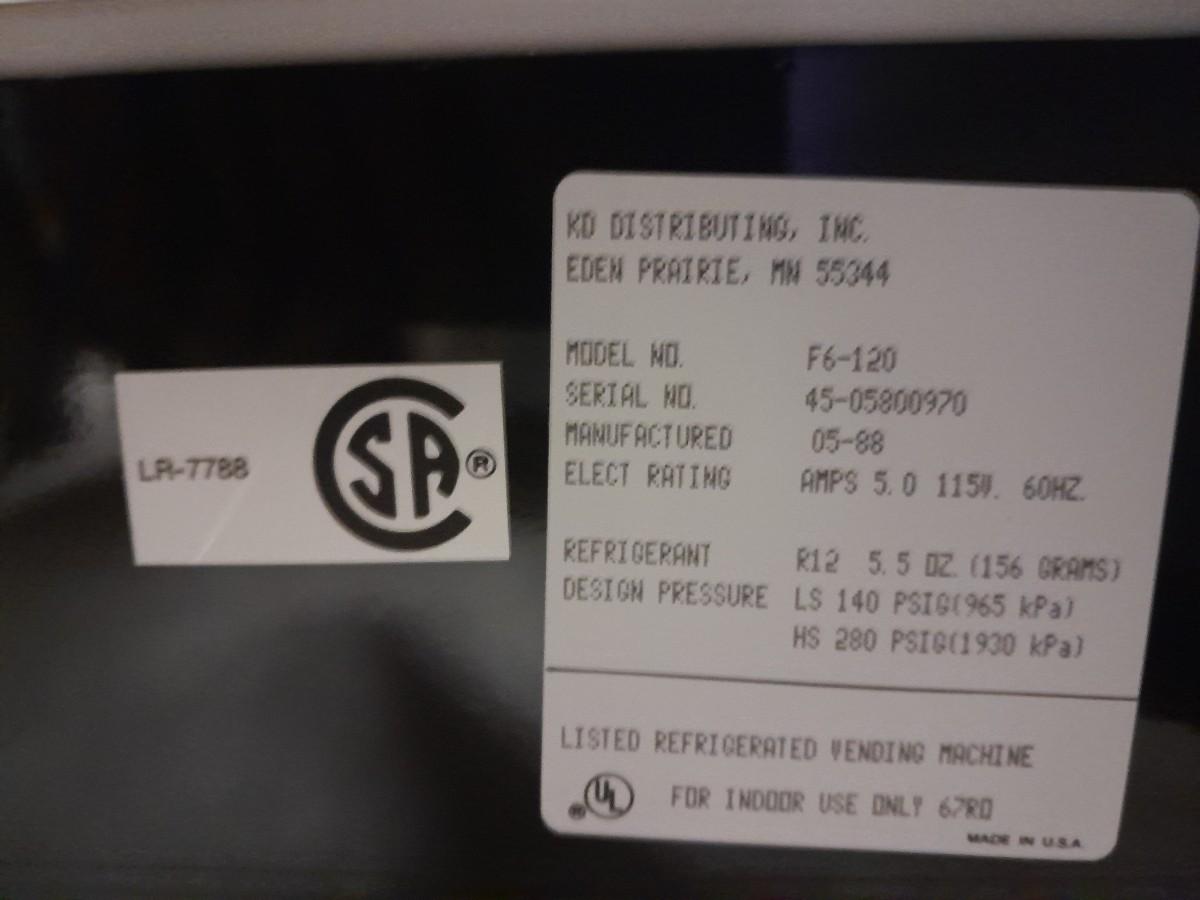 KD DISTRIBUTING, INC.
EDEN PRAIRIE, MN 55344
MODEL NO. F6-120
SERIAL NO. 45-05800970
MANUFACTURED 05-88
ELECT RATING AMPS 5.0 115V. 60HZ.
REFRIGERANT R12 5.5 OZ. (156 GRAMS)
DESIGN PRESSURE LS 140 PSIG(965 kPa)
HS 280 PSIG(1930 kPa)
LISTED REFRIGERATED VENDING MACHINE
® UL FOR INDOOR USE ONLY 67R0
MADE IN U.S.A.
LR-7788 CSA ®